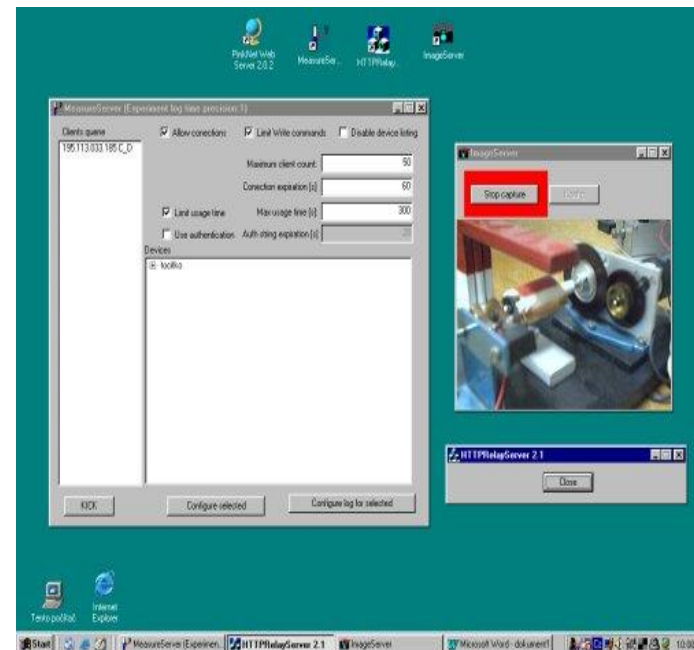 PinkNet Web
Server 2.0.2
MeasureSer...
HTTPRelay...
ImageServer
MeasureServer (Experiment log time precision:1)
Clients queue
195.113.033.185 C_D
Allow conections
Limit Write commands
Disable device listing
Maximum client count:
50
Conection expiration [s]:
60
Limit usage time
Max usage time [s]:
300
Use authentication
Auth string expiration [s]:
Devices
KICK
Configure selected
Configure log for selected
ImageServer
Stop capture
HTTPRelayServer 2.1
Close
Tento počítač
Internet
Explorer
Start
MeasureServer (Experimen...
HTTPRelayServer 2.1
ImageServer
Microsoft Word - dokument1